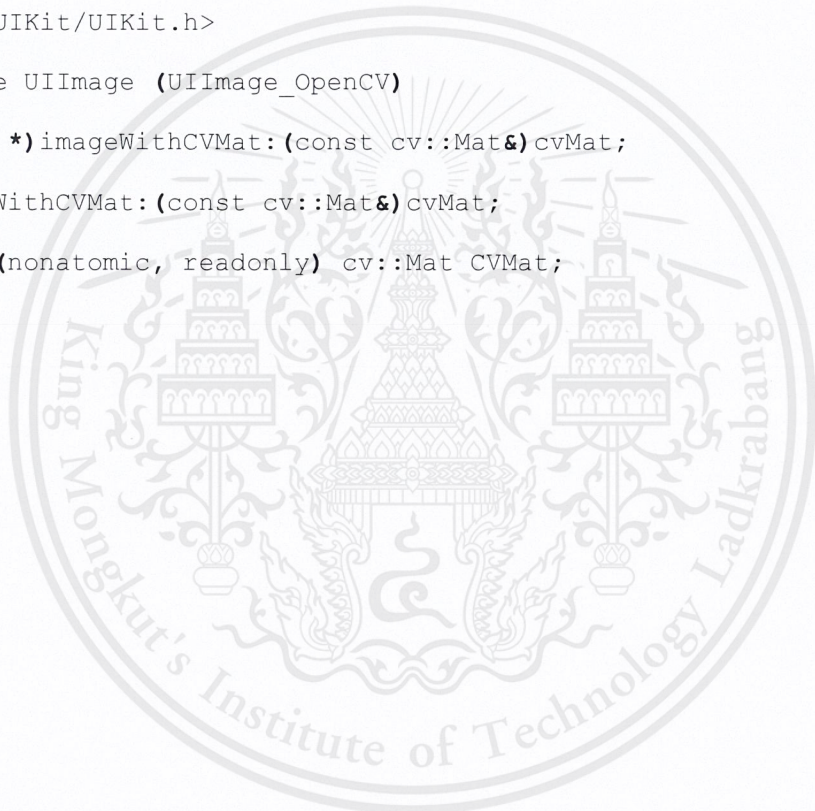 UIKit/UIKit.h>
e UIImage (UIImage_OpenCV)
*)imageWithCVMat:(const cv::Mat&)cvMat;
WithCVMat:(const cv::Mat&)cvMat;
(nonatomic, readonly) cv::Mat CVMat;
King Mongkut's Institute of Technology Ladkrabang